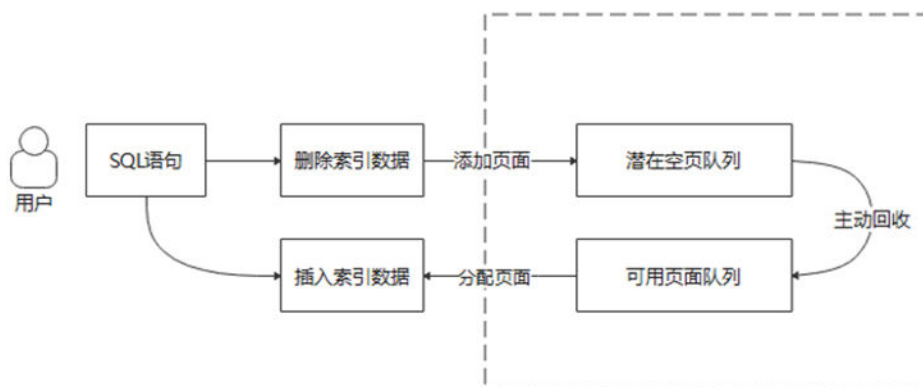 SQL语句
删除索引数据
添加页面
潜在空页队列
用户
主动回收
插入索引数据
分配页面
可用页面队列